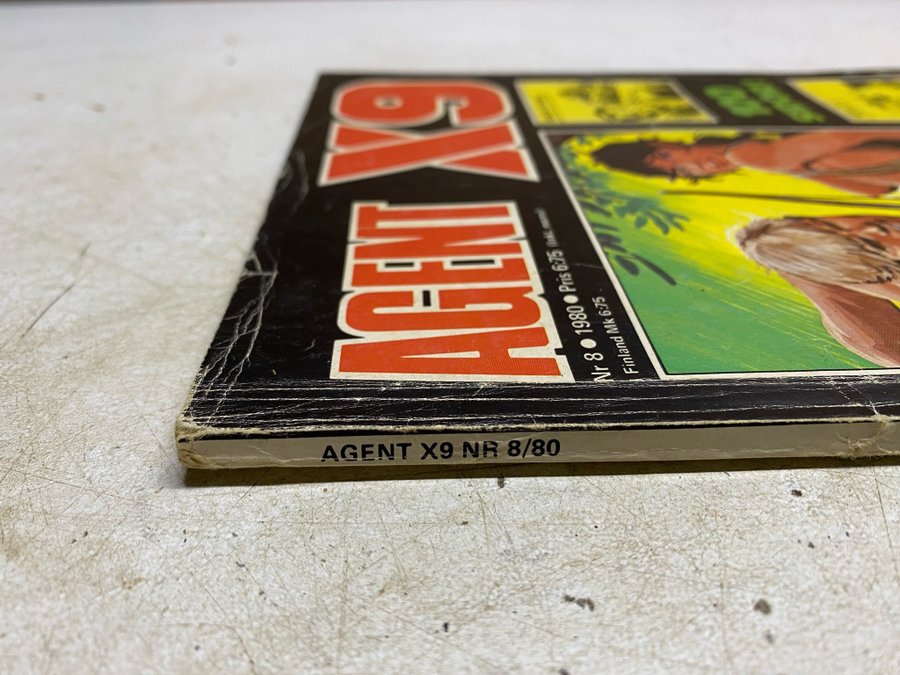 AGENT X9
Nr 8 ● 1980 ● Pris 6:75
Finland Mk 6:75
AGENT X9 NR 8/80